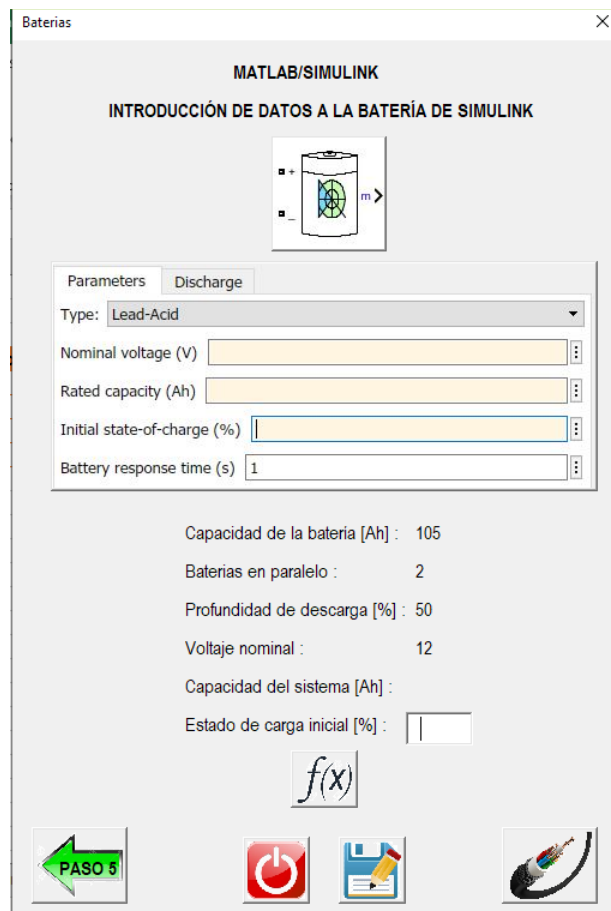 Baterias
MATLAB/SIMULINK
INTRODUCCIÓN DE DATOS A LA BATERÍA DE SIMULINK
+
m
_
Parameters Discharge
Type: Lead-Acid
Nominal voltage (V)
Rated capacity (Ah)
Initial state-of-charge (%)
Battery response time (s) 1
Capacidad de la bateria [Ah] : 105
Baterias en paralelo : 2
Profundidad de descarga [%] : 50
Voltaje nominal : 12
Capacidad del sistema [Ah] :
Estado de carga inicial [%] :
f(x)
PASO 5